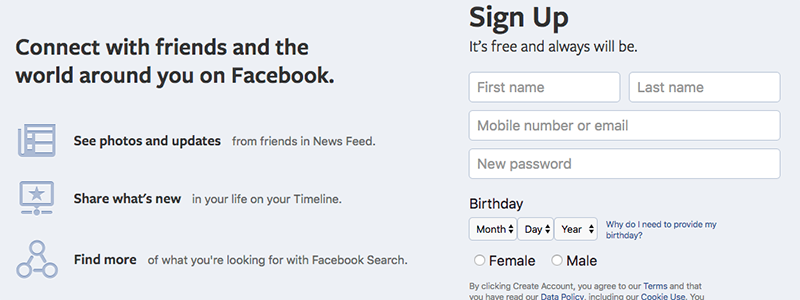 Connect with friends and the
world around you on Facebook.
See photos and updates from friends in News Feed.
Share what's new in your life on your Timeline.
Find more of what you're looking for with Facebook Search.
Sign Up
It's free and always will be.
First name Last name
Mobile number or email
New password
Birthday
Month Day Year Why do I need to provide my
birthday?
Female Male
By clicking Create Account, you agree to our Terms and that
you have read our Data Policy, including our Cookie Use. You